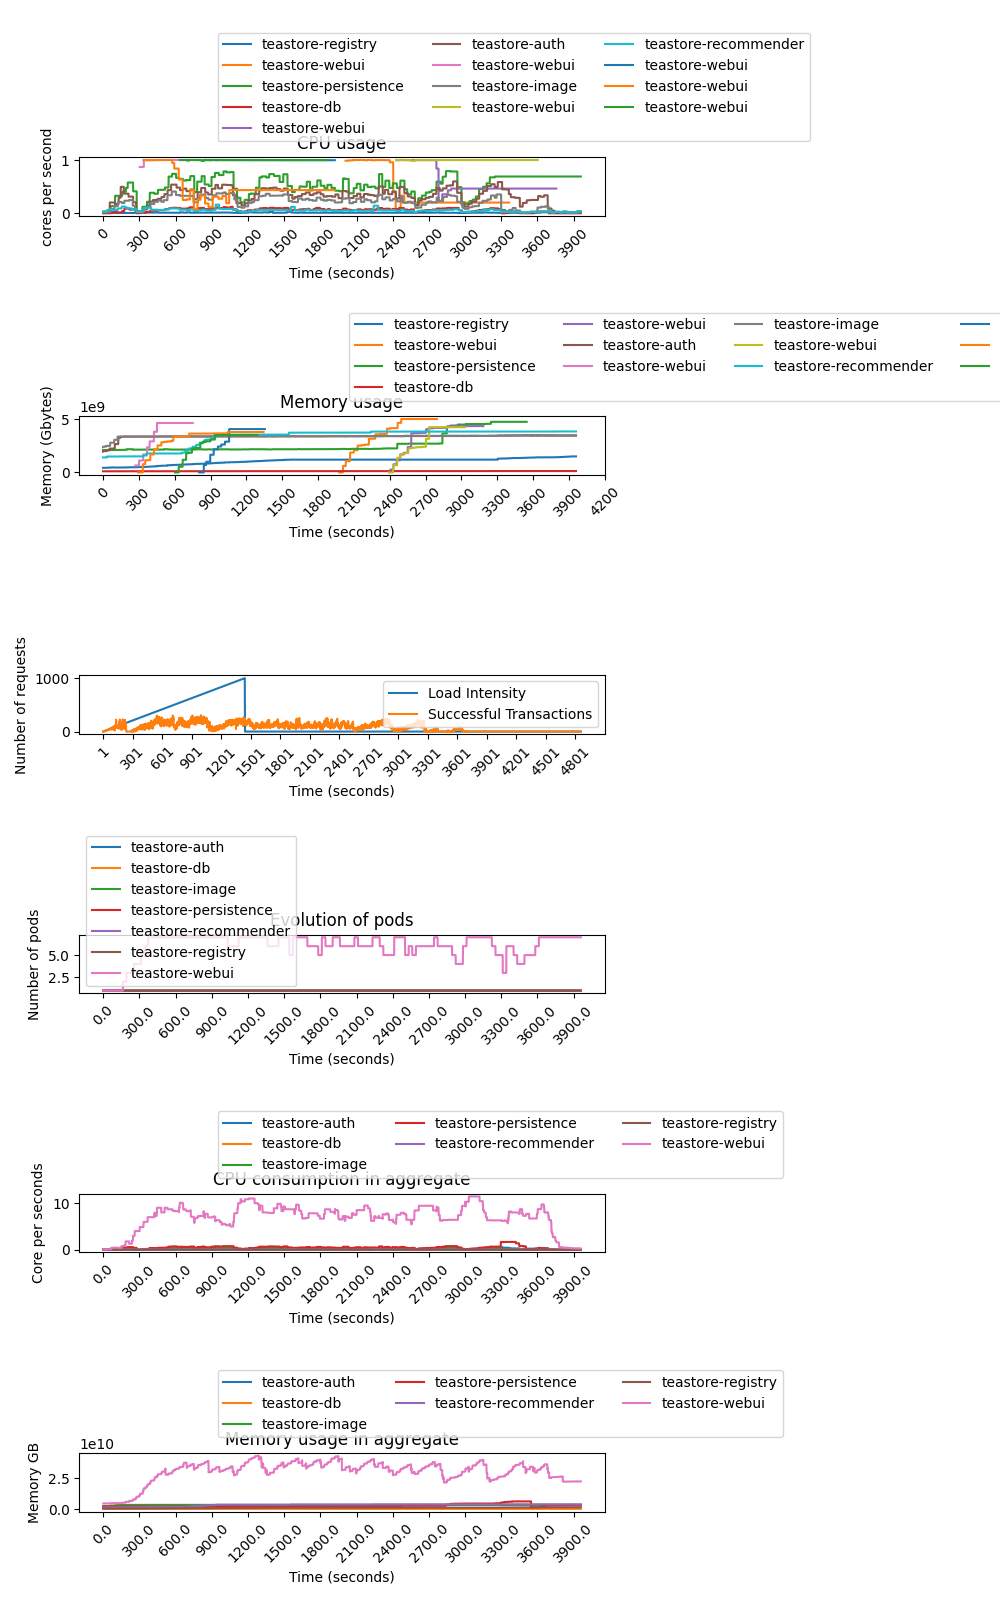 teastore-registry teastore-auth teastore-recommender
teastore-webui teastore-webui teastore-webui
teastore-persistence teastore-image teastore-webui
teastore-db teastore-webui teastore-webui
teastore-webui
CPU usage
cores per second
1
0
0 300 600 900 1200 1500 1800 2100 2400 2700 3000 3300 3600 3900
Time (seconds)
teastore-registry teastore-webui teastore-image
teastore-webui teastore-auth teastore-webui
teastore-persistence teastore-webui teastore-recommender
teastore-db
Memory usage
1e9
Memory (Gbytes)
5
0
0 300 600 900 1200 1500 1800 2100 2400 2700 3000 3300 3600 3900 4200
Time (seconds)
Number of requests
1000
0
Load Intensity
Successful Transactions
1 301 601 901 1201 1501 1801 2101 2401 2701 3001 3301 3601 3901 4201 4501 4801
Time (seconds)
teastore-auth
teastore-db
teastore-image
teastore-persistence
teastore-recommender
teastore-registry
teastore-webui
Evolution of pods
Number of pods
5.0
2.5
0.0 300.0 600.0 900.0 1200.0 1500.0 1800.0 2100.0 2400.0 2700.0 3000.0 3300.0 3600.0 3900.0
Time (seconds)
teastore-auth teastore-persistence teastore-registry
teastore-db teastore-recommender teastore-webui
teastore-image
CPU consumption in aggregate
Core per seconds
10
0
0.0 300.0 600.0 900.0 1200.0 1500.0 1800.0 2100.0 2400.0 2700.0 3000.0 3300.0 3600.0 3900.0
Time (seconds)
teastore-auth teastore-persistence teastore-registry
teastore-db teastore-recommender teastore-webui
teastore-image
Memory usage in aggregate
1e10
Memory GB
2.5
0.0
0.0 300.0 600.0 900.0 1200.0 1500.0 1800.0 2100.0 2400.0 2700.0 3000.0 3300.0 3600.0 3900.0
Time (seconds)